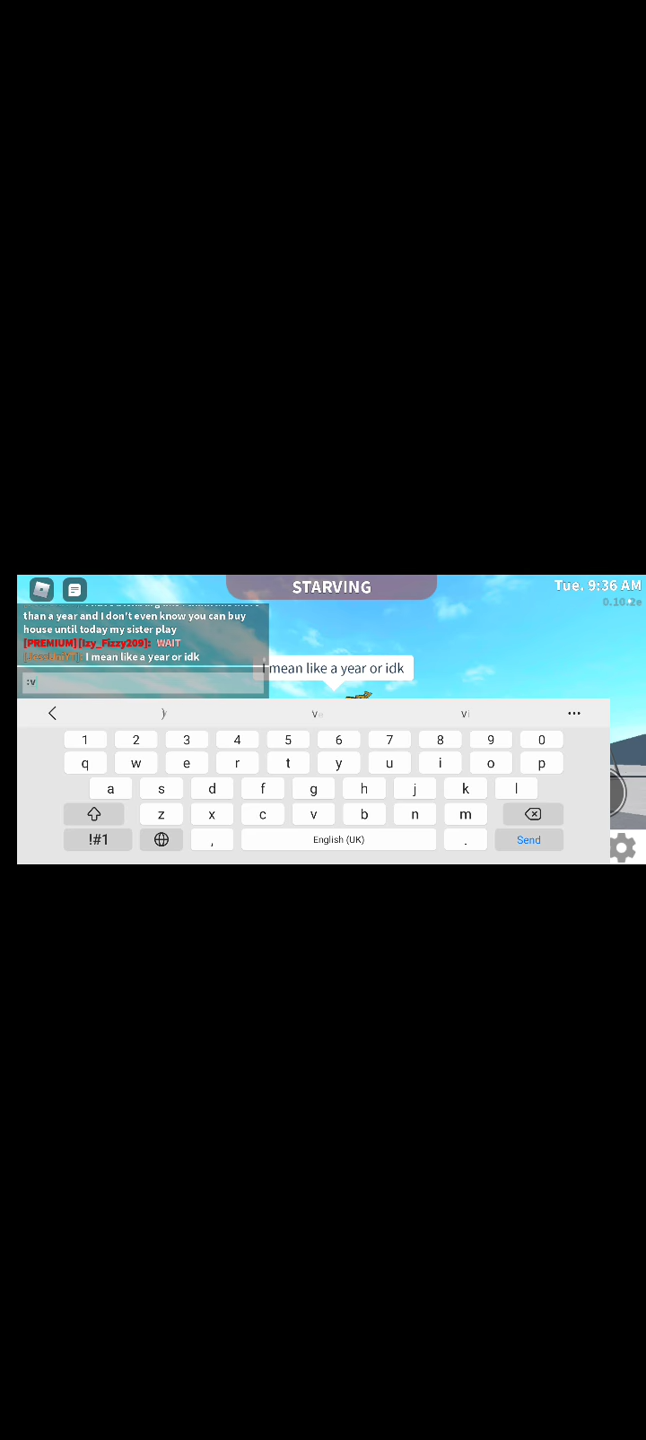 STARVING
Tue. 9:36 AM
0.10.2e
than a year and I don't even know you can buy
house until today my sister play
[PREMIUM][Izy_Fizzy209]: WAIT
I mean like a year or idk
I mean like a year or idk
:v
1 2 3 4 5 6 7 8 9 0
q w e r t y u i o p
a s d f g h j k l
z x c v b n m
!#1 , English (UK) . Send